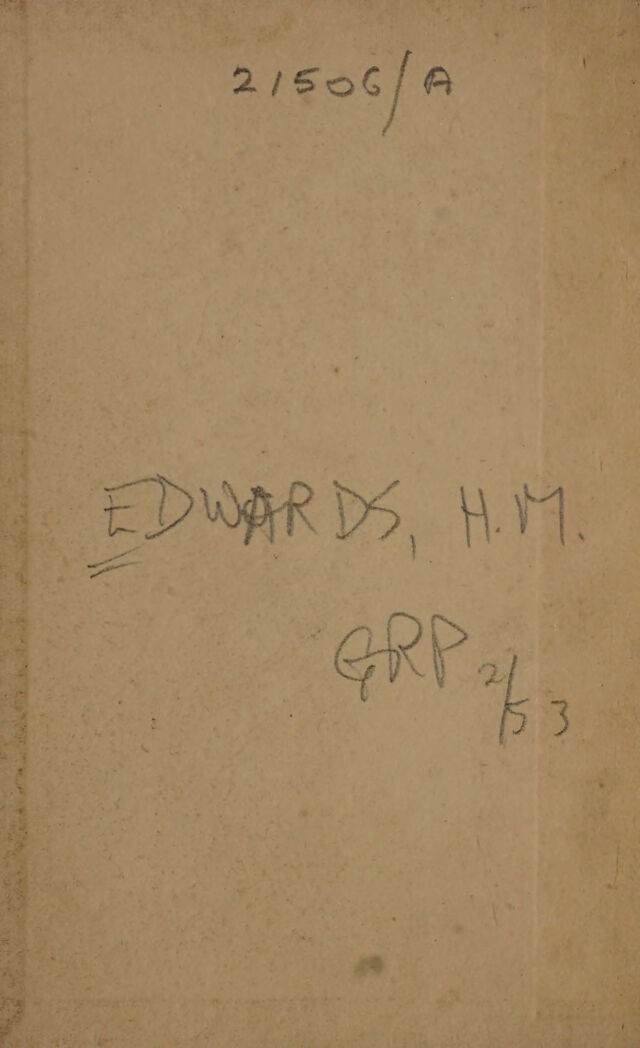 21506/A
EDWARDS, H.M.
GRP 2/53